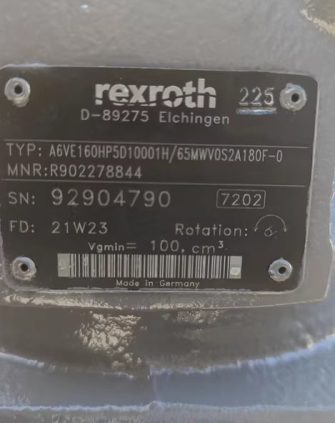 rexroth 225
D-89275 Elchingen
TYP: A6VE160HP5D10001H/65MWV0S2A180F-0
MNR:R902278844
SN: 92904790 7202
FD: 21W23 Rotation:
Vgmin= 100, cm³
Made in Germany